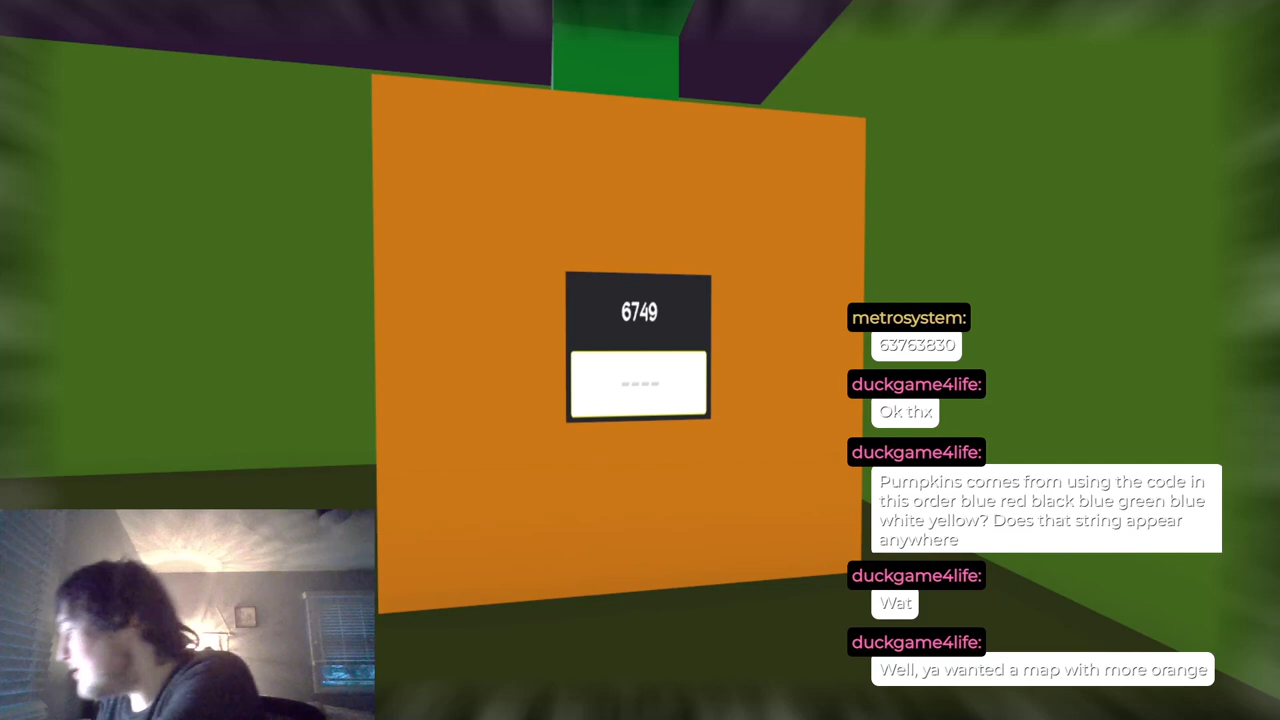 6749
----
metrosystem:
63763830
duckgame4life:
Ok thx
duckgame4life:
Pumpkins comes from using the code in
this order blue red black blue green blue
white yellow? Does that string appear
anywhere
duckgame4life:
Wat
duckgame4life:
Well, ya wanted a map with more orange